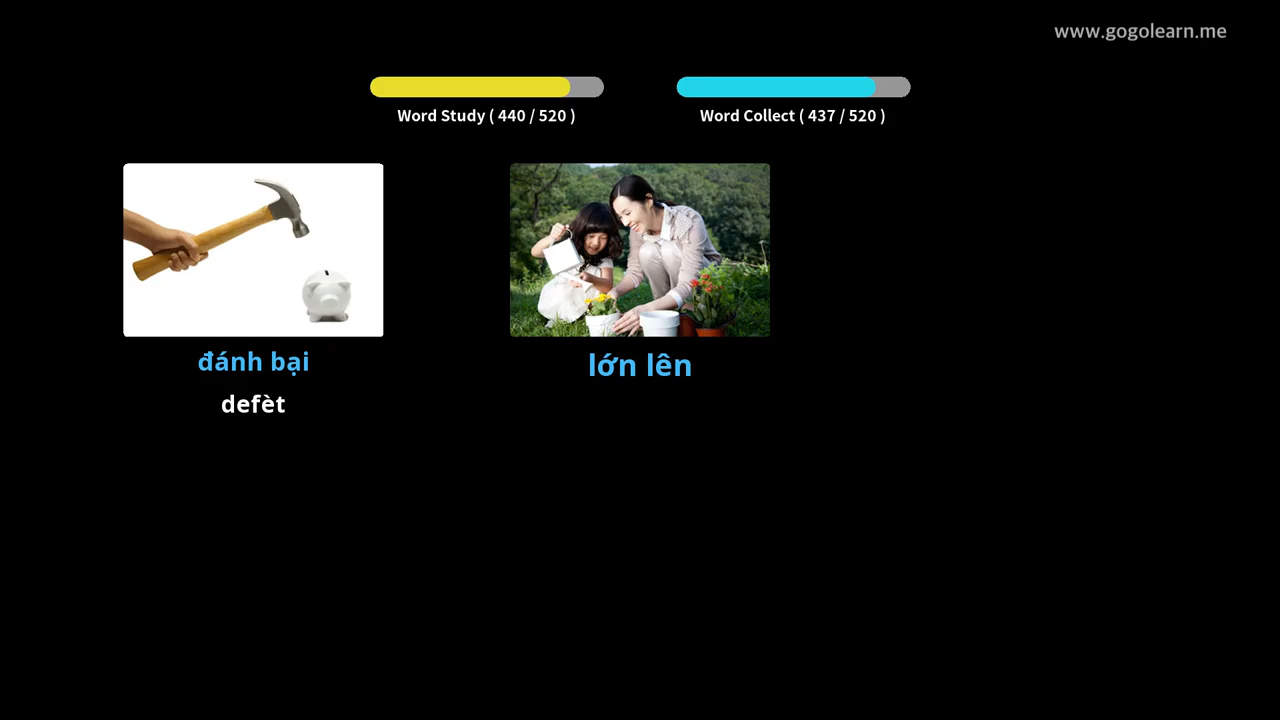 www.gogolearn.me
Word Study ( 440 / 520 )
Word Collect ( 437 / 520 )
đánh bại
defèt
lớn lên